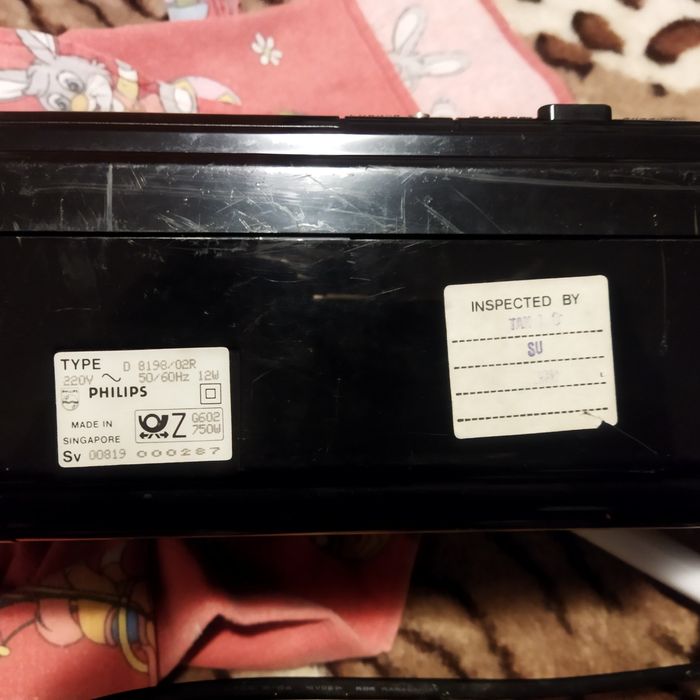 TYPE D 8198/02R
220V ~ 50/60Hz 12W
PHILIPS
MADE IN
SINGAPORE
Z G602
750W
Sv 00819 000287
INSPECTED BY
SU